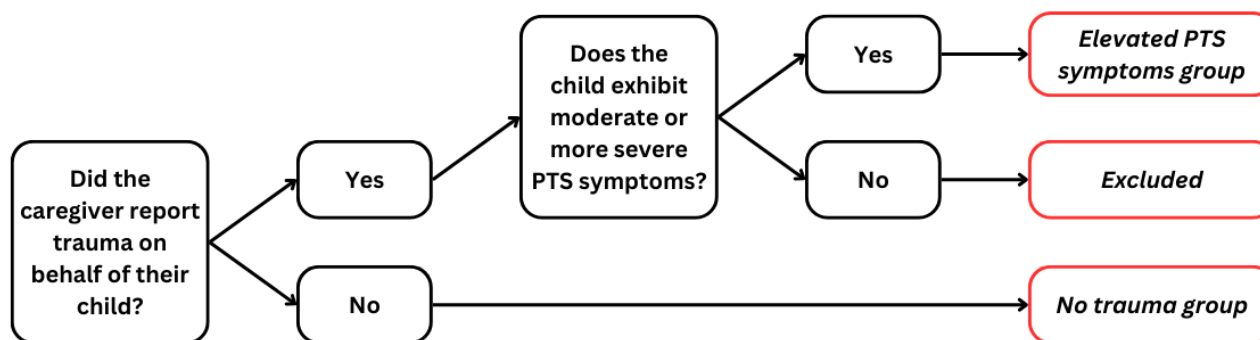 Did the
caregiver report
trauma on
behalf of their
child?
Yes
No
Does the
child exhibit
moderate or
more severe
PTS symptoms?
Yes
No
Elevated PTS
symptoms group
Excluded
No trauma group